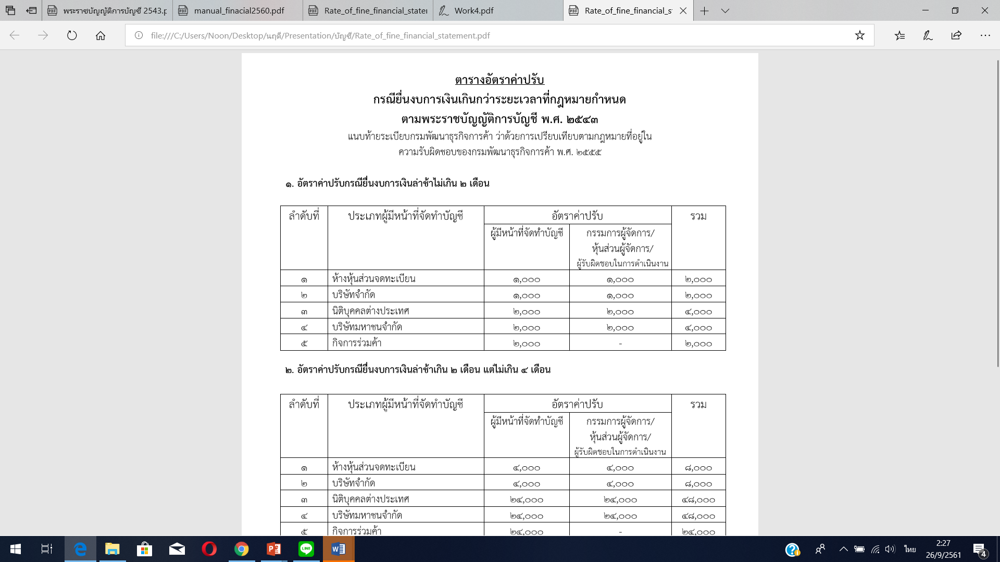 พระราชบัญญัติการบัญชี 2543.p
manual_finacial2560.pdf
Rate_of_fine_financial_stater
Work4.pdf
Rate_of_fine_financial_st
file:///C:/Users/Noon/Desktop/นฤดี/Presentation/บัญชี/Rate_of_fine_financial_statement.pdf
ตารางอัตราค่าปรับ
กรณียื่นงบการเงินเกินกว่าระยะเวลาที่กฎหมายกำหนด
ตามพระราชบัญญัติการบัญชี พ.ศ. ๒๕๔๓
แนบท้ายระเบียบกรมพัฒนาธุรกิจการค้า ว่าด้วยการเปรียบเทียบตามกฎหมายที่อยู่ใน
ความรับผิดชอบของกรมพัฒนาธุรกิจการค้า พ.ศ. ๒๕๕๕
๑. อัตราค่าปรับกรณียื่นงบการเงินล่าช้าไม่เกิน ๒ เดือน
ลำดับที่ ประเภทผู้มีหน้าที่จัดทำบัญชี อัตราค่าปรับ รวม
ผู้มีหน้าที่จัดทำบัญชี กรรมการผู้จัดการ/
หุ้นส่วนผู้จัดการ/
ผู้รับผิดชอบในการดำเนินงาน
๑ ห้างหุ้นส่วนจดทะเบียน ๑,๐๐๐ ๑,๐๐๐ ๒,๐๐๐
๒ บริษัทจำกัด ๑,๐๐๐ ๑,๐๐๐ ๒,๐๐๐
๓ นิติบุคคลต่างประเทศ ๒,๐๐๐ ๒,๐๐๐ ๔,๐๐๐
๔ บริษัทมหาชนจำกัด ๒,๐๐๐ ๒,๐๐๐ ๔,๐๐๐
๕ กิจการร่วมค้า ๒,๐๐๐ - ๒,๐๐๐
๒. อัตราค่าปรับกรณียื่นงบการเงินล่าช้าเกิน ๒ เดือน แต่ไม่เกิน ๔ เดือน
ลำดับที่ ประเภทผู้มีหน้าที่จัดทำบัญชี อัตราค่าปรับ รวม
ผู้มีหน้าที่จัดทำบัญชี กรรมการผู้จัดการ/
หุ้นส่วนผู้จัดการ/
ผู้รับผิดชอบในการดำเนินงาน
๑ ห้างหุ้นส่วนจดทะเบียน ๔,๐๐๐ ๔,๐๐๐ ๘,๐๐๐
๒ บริษัทจำกัด ๔,๐๐๐ ๔,๐๐๐ ๘,๐๐๐
๓ นิติบุคคลต่างประเทศ ๒๔,๐๐๐ ๒๔,๐๐๐ ๔๘,๐๐๐
๔ บริษัทมหาชนจำกัด ๒๔,๐๐๐ ๒๔,๐๐๐ ๔๘,๐๐๐
๕ กิจการร่วมค้า ๒๔,๐๐๐ - ๒๔,๐๐๐
ไทย
2:27
26/9/2561
4